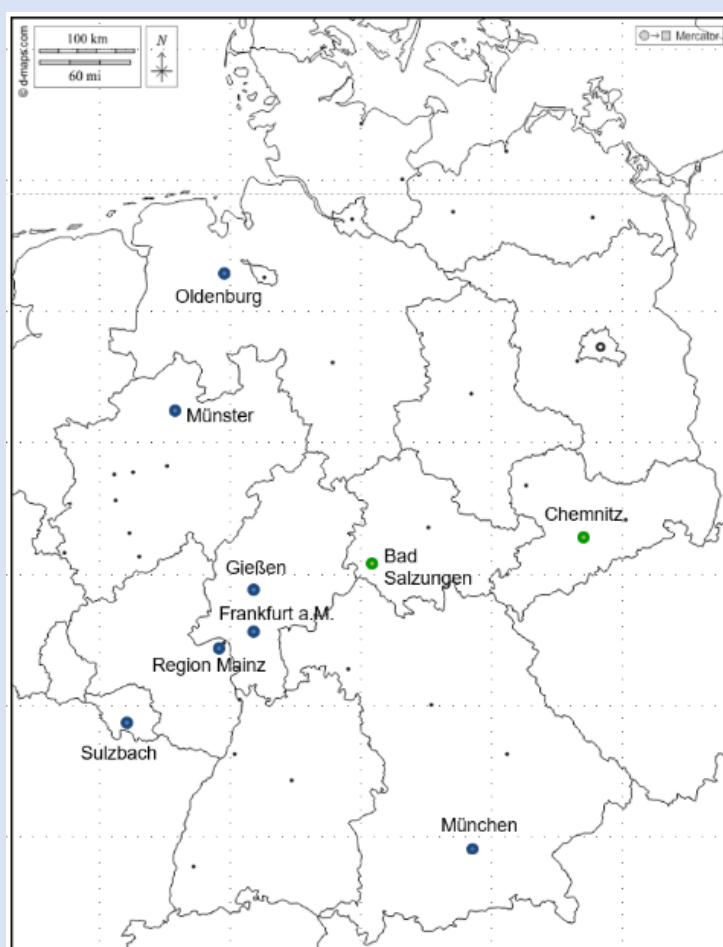 100 km
60 mi
N
© d-maps.com
Mercator
Oldenburg
Münster
Chemnitz
Bad
Salzungen
Gießen
Frankfurt a.M.
Region Mainz
Sulzbach
München